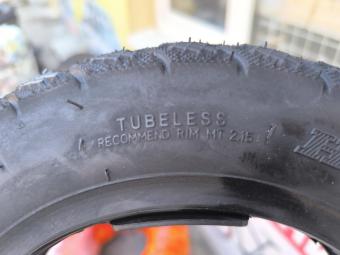 TUBELESS
RECOMMEND RIM MT 2.15